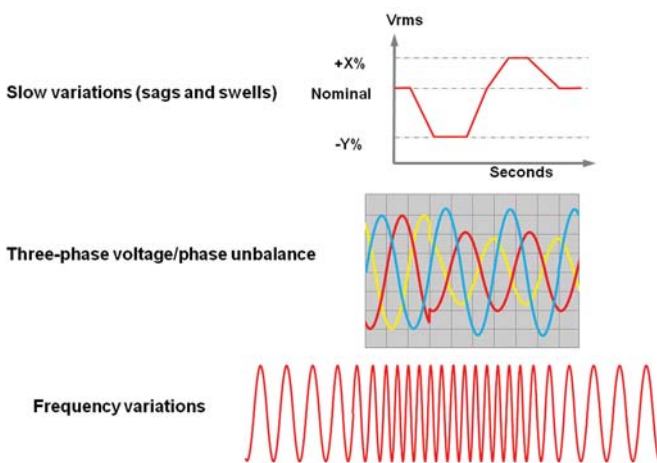 Vrms
+X%
Slow variations (sags and swells)
Nominal
-Y%
Seconds
Three-phase voltage/phase unbalance
Frequency variations